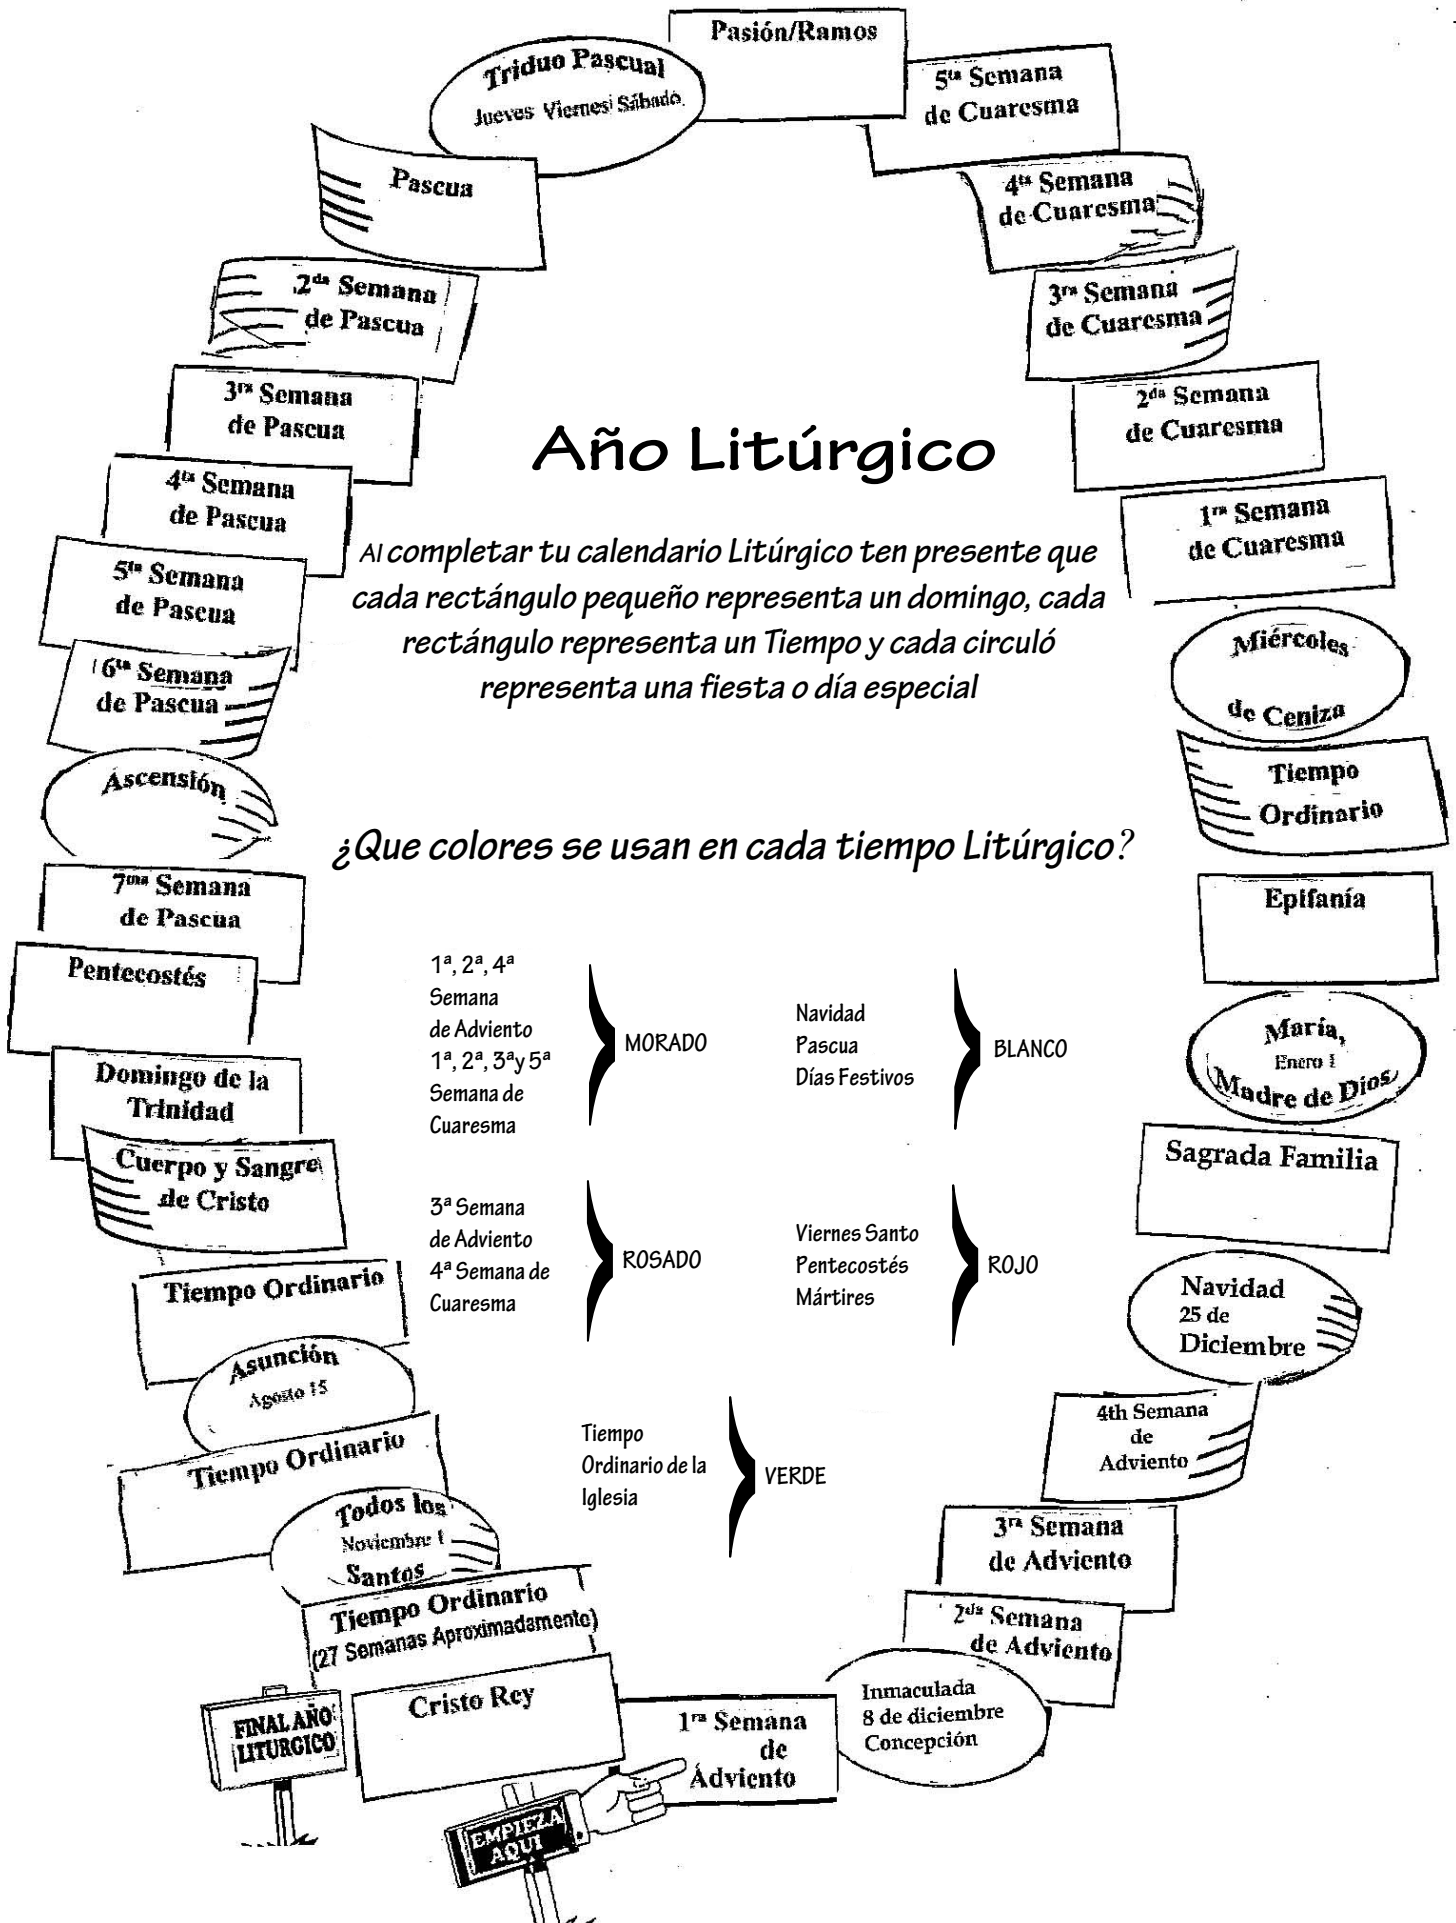 Pasión/Ramos
Triduo Pascual
Jueves Viernes Sábado
5ta Semana
de Cuaresma
Pascua
4ta Semana
de Cuaresma
2da Semana
de Pascua
3ra Semana
de Cuaresma
3ra Semana
de Pascua
2da Semana
de Cuaresma
Año Litúrgico
4ta Semana
de Pascua
1ra Semana
de Cuaresma
Al completar tu calendario Litúrgico ten presente que
cada rectángulo pequeño representa un domingo, cada
rectángulo representa un Tiempo y cada circuló
representa una fiesta o día especial
5ta Semana
de Pascua
Miércoles
de Ceniza
6ta Semana
de Pascua
Tiempo
Ordinario
Ascensión
¿Que colores se usan en cada tiempo Litúrgico?
7ma Semana
de Pascua
Epifanía
Pentecostés
1ª, 2ª, 4ª
Semana
de Adviento
1ª, 2ª, 3ªy 5ª
Semana de
Cuaresma
MORADO
Navidad
Pascua
Días Festivos
BLANCO
María,
Enero 1
Madre de Dios
Domingo de la
Trinidad
Sagrada Familia
Cuerpo y Sangre
de Cristo
3ª Semana
de Adviento
4ª Semana de
Cuaresma
ROSADO
Viernes Santo
Pentecostés
Mártires
ROJO
Tiempo Ordinario
Navidad
25 de
Diciembre
Asunción
Agosto 15
4th Semana
de
Adviento
Tiempo Ordinario
Tiempo
Ordinario de la
Iglesia
VERDE
Todos los
Noviembre 1
Santos
3ra Semana
de Adviento
Tiempo Ordinario
(27 Semanas Aproximadamento)
2da Semana
de Adviento
Cristo Rey
Inmaculada
8 de diciembre
Concepción
FINAL AÑO
LITURGICO
1ra Semana
de
Adviento
EMPIEZA
AQUI